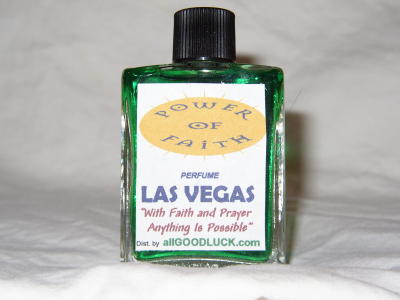 POWER
OF
FAiTH
PERFUME
LAS VEGAS
"With Faith and Prayer
Anything Is Possible"
Dist. by allGOODLUCK.com